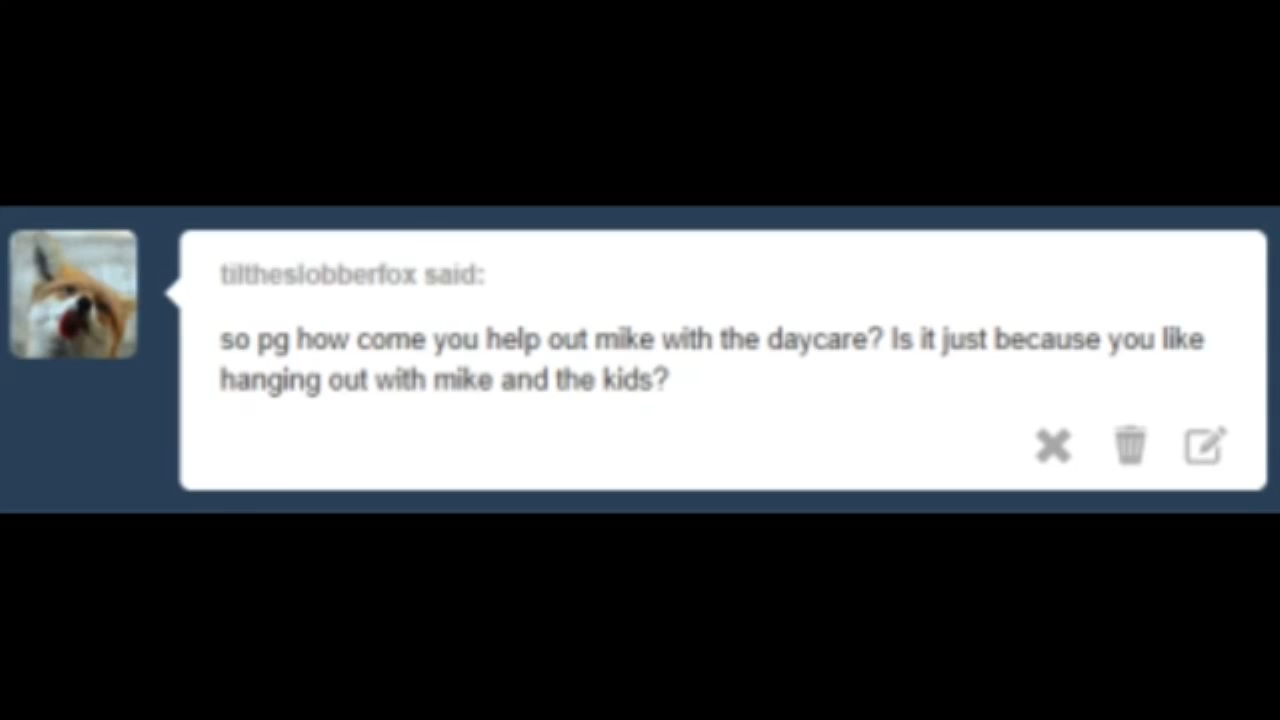 tiltheslobberfox said:
so pg how come you help out mike with the daycare? Is it just because you like
hanging out with mike and the kids?